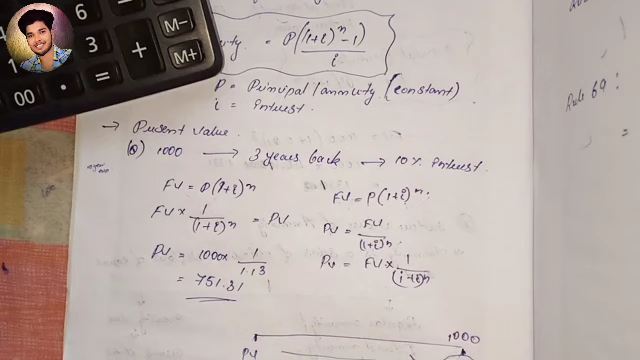 M-
M+
6
3
+
.
=
00
= P((1+i)^n - 1)
i
P = Principal / annuity (constant)
i = Interest.
→ Present value.
(Q) 1000 → 3 years back → 10% interest.
FV = P(1+i)^n
FV × 1/(1+i)^n = PV
PV = 1000 × 1/1.1^3
= 751.31
FV = P(1+i)^n.
PV = FV/(1+i)^n.
PV = FV × 1/(1+i)^n
1000
PV
Rule 69:
=